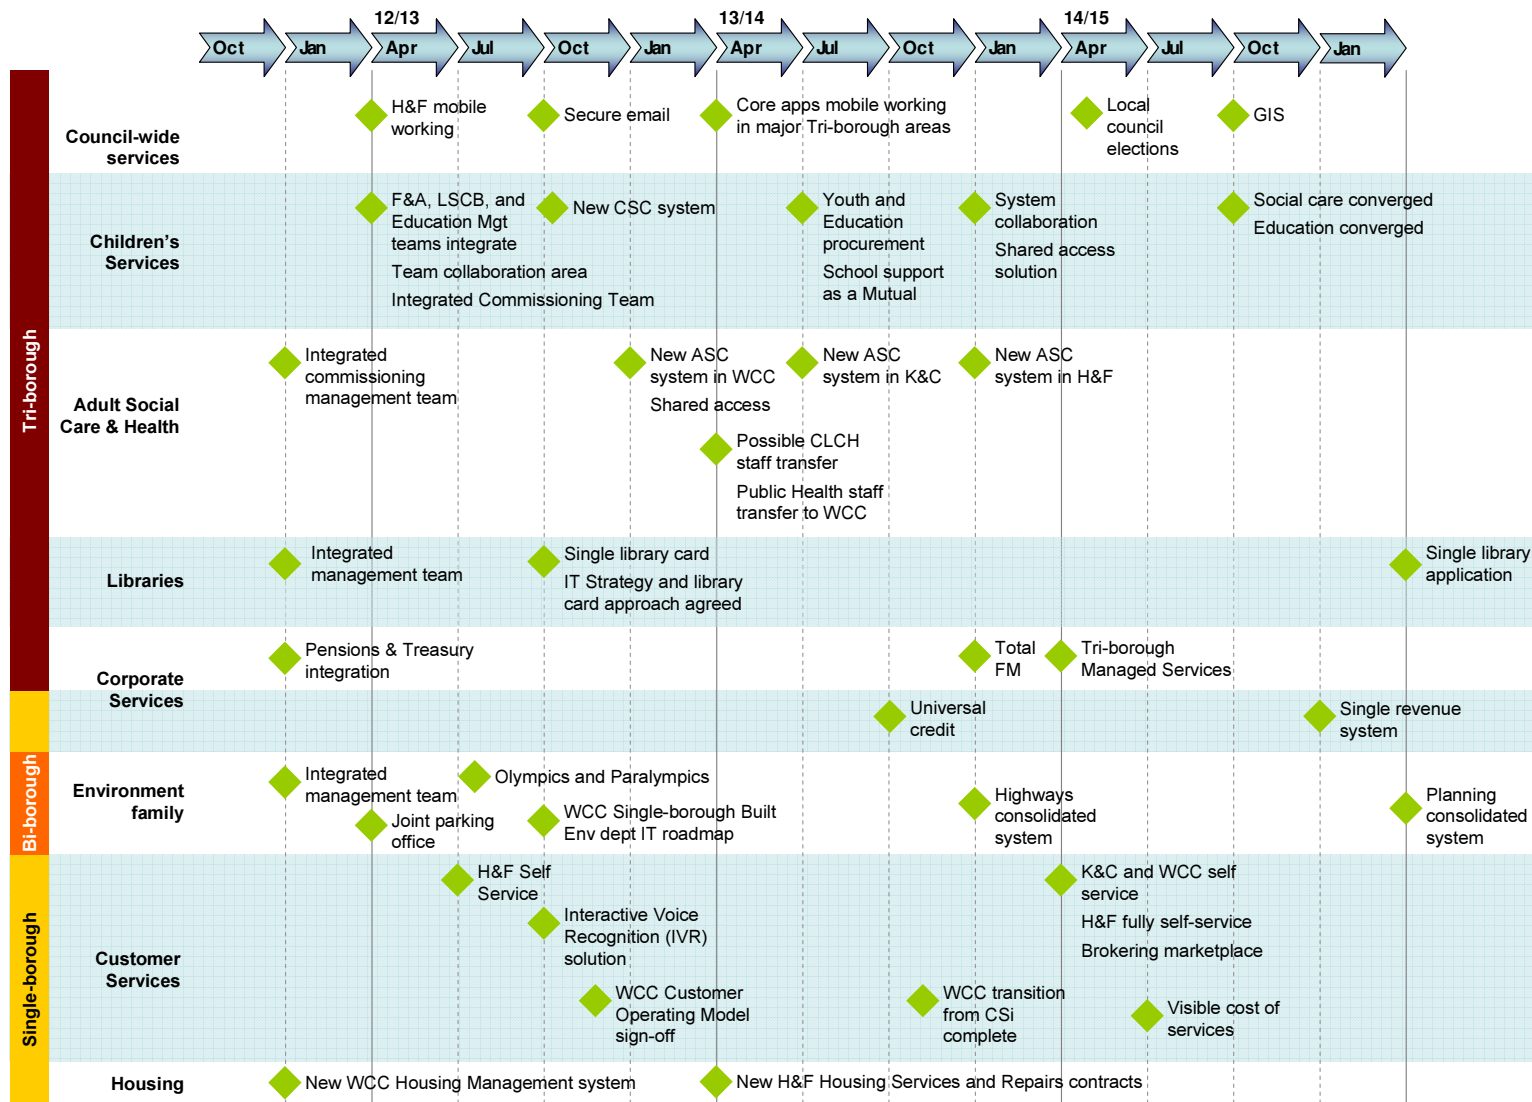 12/13
13/14
14/15
Oct
Jan
Apr
Jul
Oct
Jan
Apr
Jul
Oct
Jan
Apr
Jul
Oct
Jan
Tri-borough
Council-wide
services
H&F mobile
working
Secure email
Core apps mobile working
in major Tri-borough areas
Local
council
elections
GIS
Children's
Services
F&A, LSCB, and
Education Mgt
teams integrate
Team collaboration area
Integrated Commissioning Team
New CSC system
Youth and
Education
procurement
School support
as a Mutual
System
collaboration
Shared access
solution
Social care converged
Education converged
Adult Social
Care & Health
Integrated
commissioning
management team
New ASC
system in WCC
Shared access
Possible CLCH
staff transfer
Public Health staff
transfer to WCC
New ASC
system in K&C
New ASC
system in H&F
Libraries
Integrated
management team
Single library card
IT Strategy and library
card approach agreed
Single library
application
Corporate
Services
Pensions & Treasury
integration
Total
FM
Tri-borough
Managed Services
Universal
credit
Single revenue
system
Bi-borough
Environment
family
Integrated
management team
Joint parking
office
Olympics and Paralympics
WCC Single-borough Built
Env dept IT roadmap
Highways
consolidated
system
Planning
consolidated
system
Single-borough
Customer
Services
H&F Self
Service
Interactive Voice
Recognition (IVR)
solution
WCC Customer
Operating Model
sign-off
WCC transition
from CSi
complete
K&C and WCC self
service
H&F fully self-service
Brokering marketplace
Visible cost of
services
Housing
New WCC Housing Management system
New H&F Housing Services and Repairs contracts